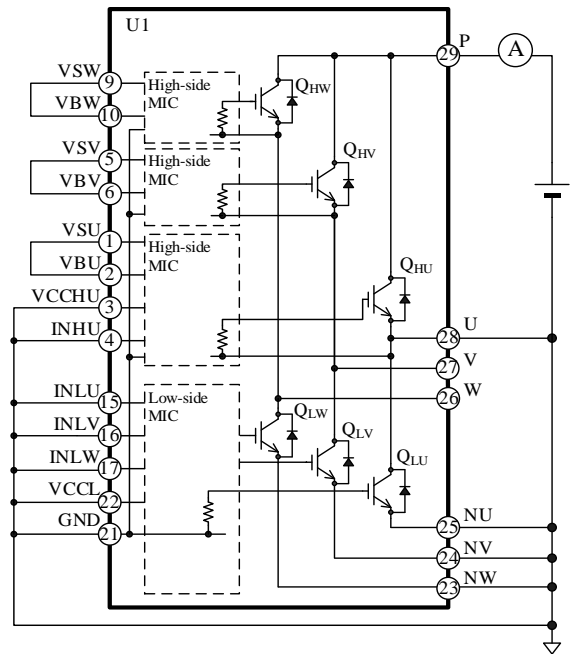 U1
P
29
A
VSW
9
High-side
MIC
QHW
VBW
10
VSV
5
High-side
MIC
QHV
VBV
6
VSU
1
High-side
MIC
QHU
VBU
2
VCCHU
3
INHU
4
U
28
V
27
W
26
INLU
15
Low-side
MIC
QLW
QLV
QLU
INLV
16
INLW
17
VCCL
22
GND
21
NU
25
NV
24
NW
23